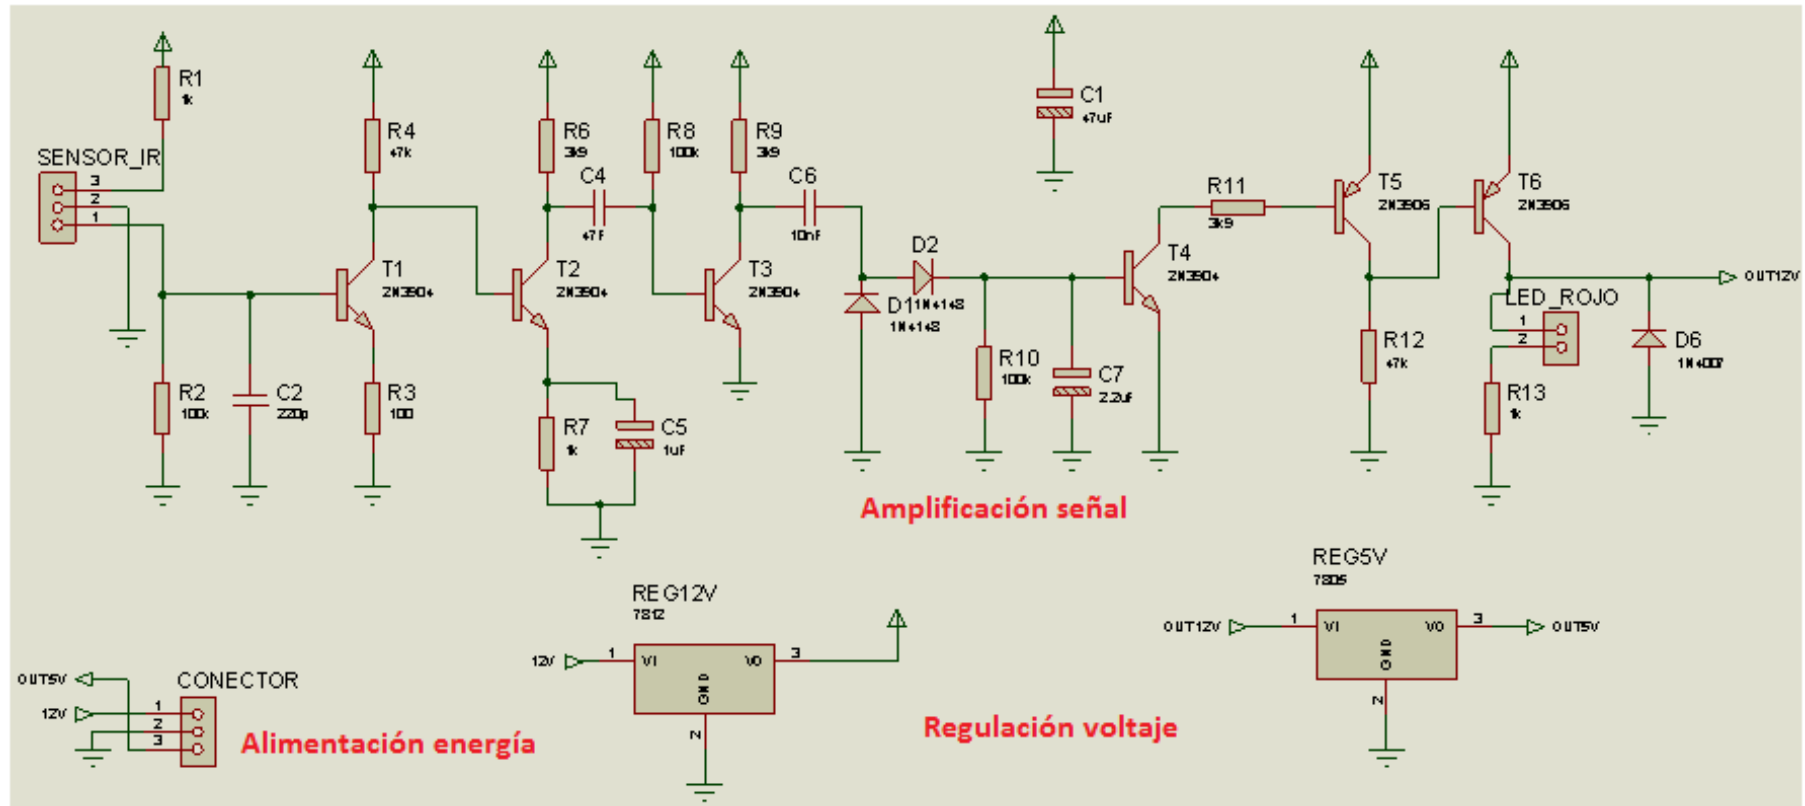 R1
1k
SENSOR_IR
3
2
1
R2
100k
C2
220p
R4
47k
T1
2N3904
R3
100
R6
3k9
C4
47F
T2
2N3904
R7
1k
C5
1uF
R8
100k
R9
3k9
T3
2N3904
C6
10nF
C1
47uF
D2
1N4148
D1
1N4148
R10
100k
C7
2.2uF
T4
2N3904
R11
3k9
T5
2N3906
T6
2N3906
R12
47k
OUT12V
LED_ROJO
1
2
R13
1k
D6
1N4007
Amplificación señal
REG12V
7812
12V
1
VI
VO
3
GND
2
REG5V
7805
OUT12V
1
VI
VO
3
OUT5V
GND
2
OUT5V
CONECTOR
12V
1
2
3
Alimentación energía
Regulación voltaje